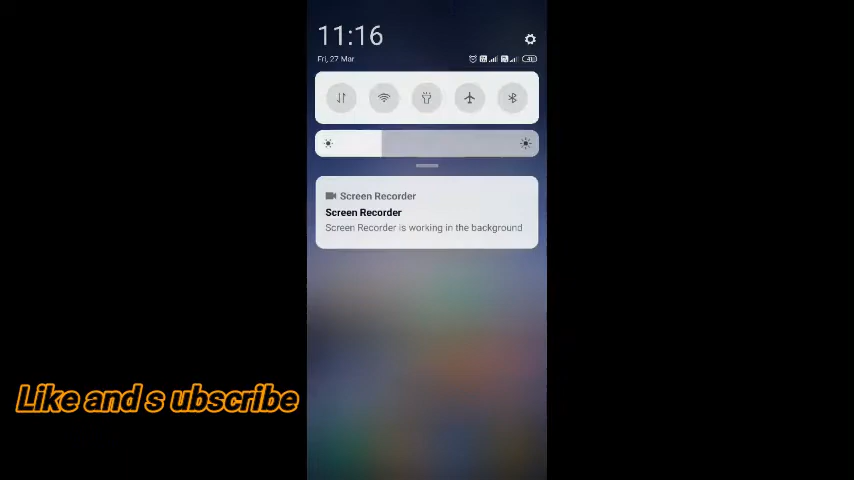 11:16
Fri, 27 Mar
Screen Recorder
Screen Recorder
Screen Recorder is working in the background
Like and s ubscribe